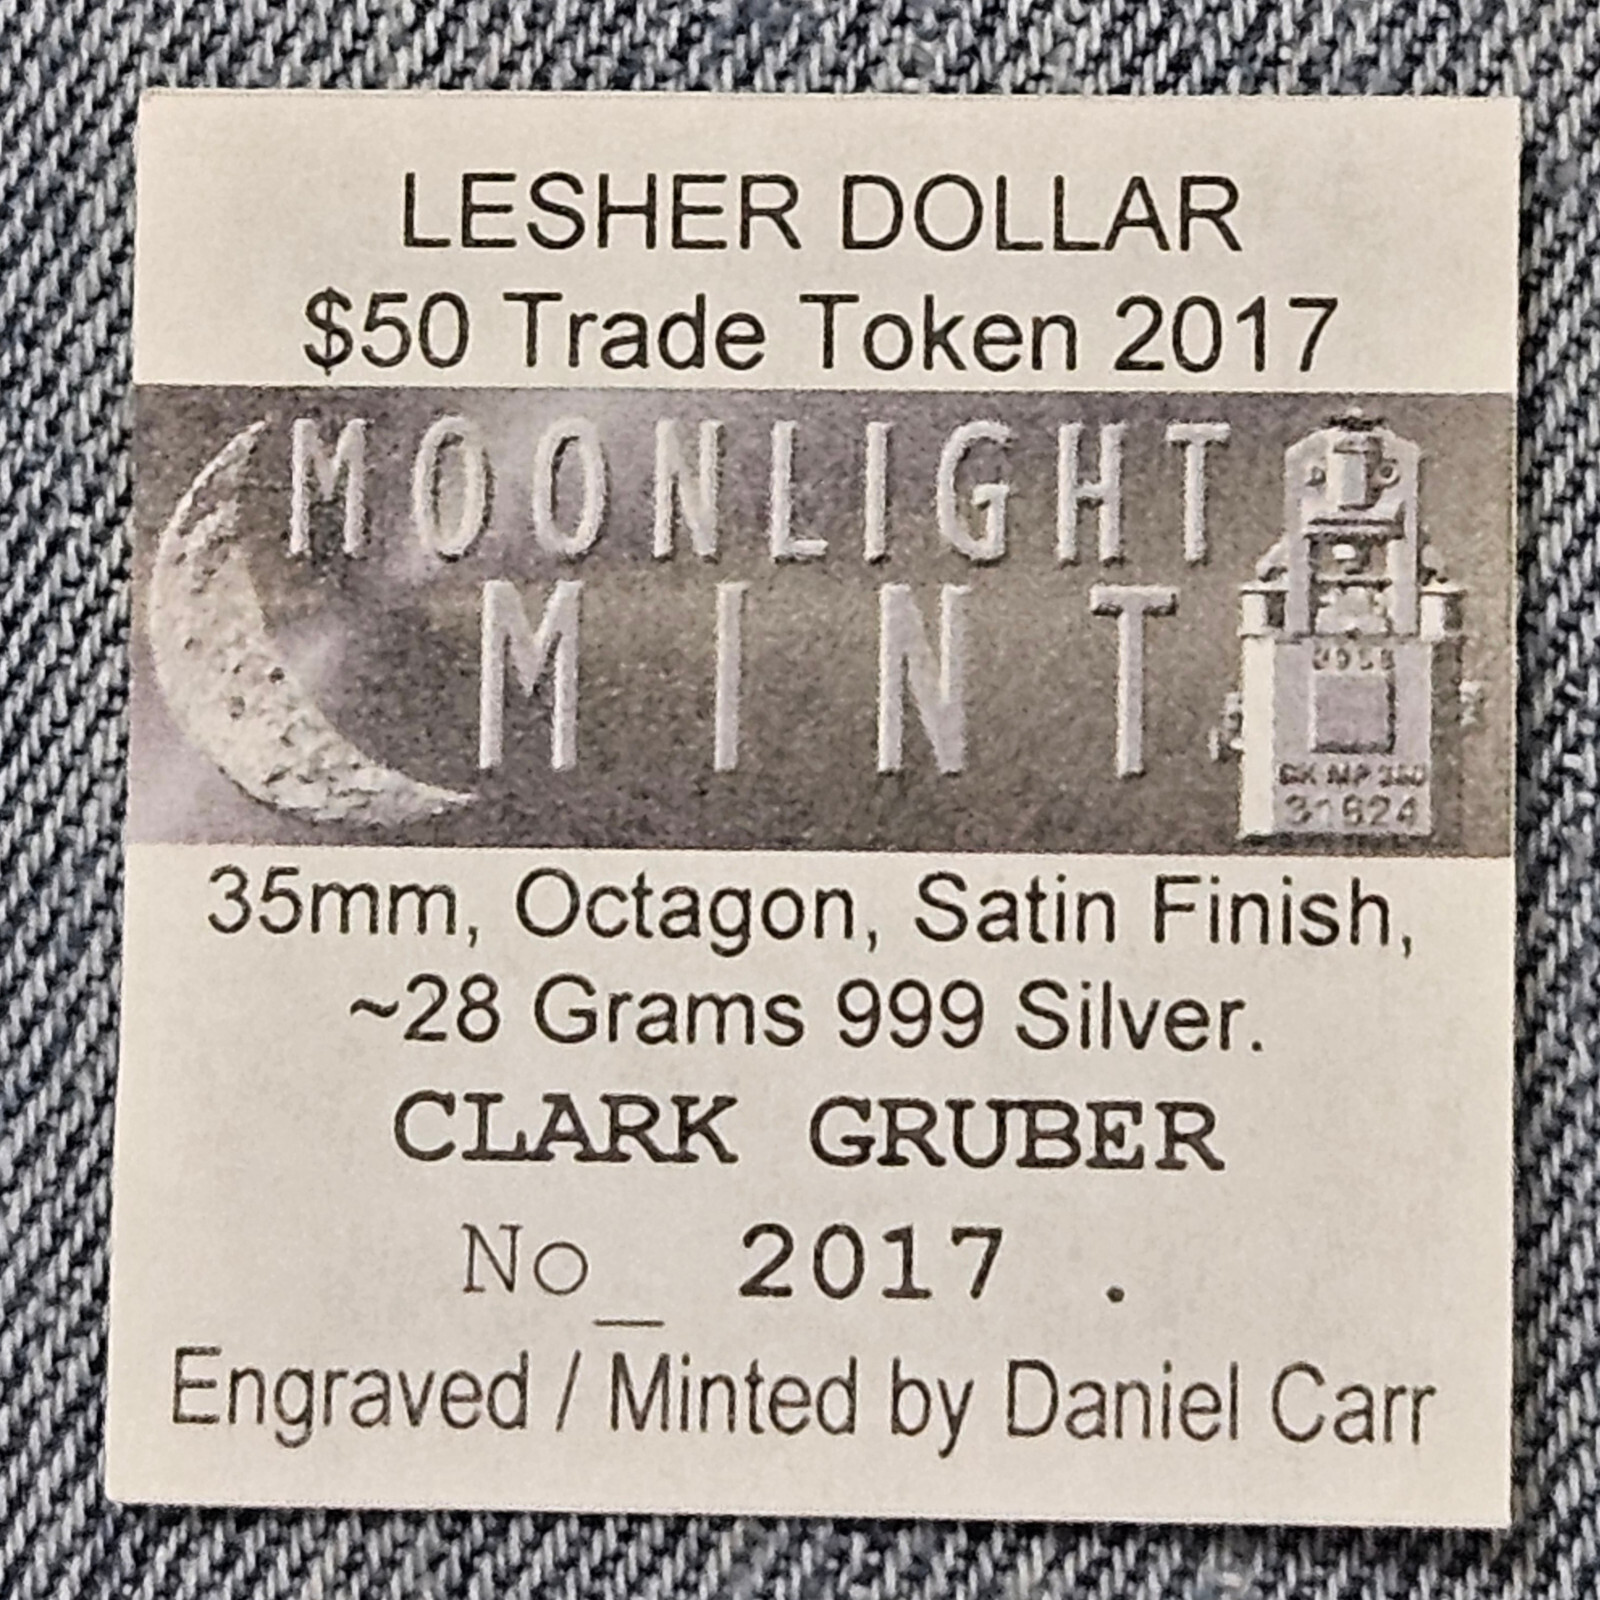 LESHER DOLLAR
$50 Trade Token 2017
MOONLIGHT
MINT
31624
35mm, Octagon, Satin Finish,
~28 Grams 999 Silver.
CLARK GRUBER
No_ 2017 .
Engraved / Minted by Daniel Carr